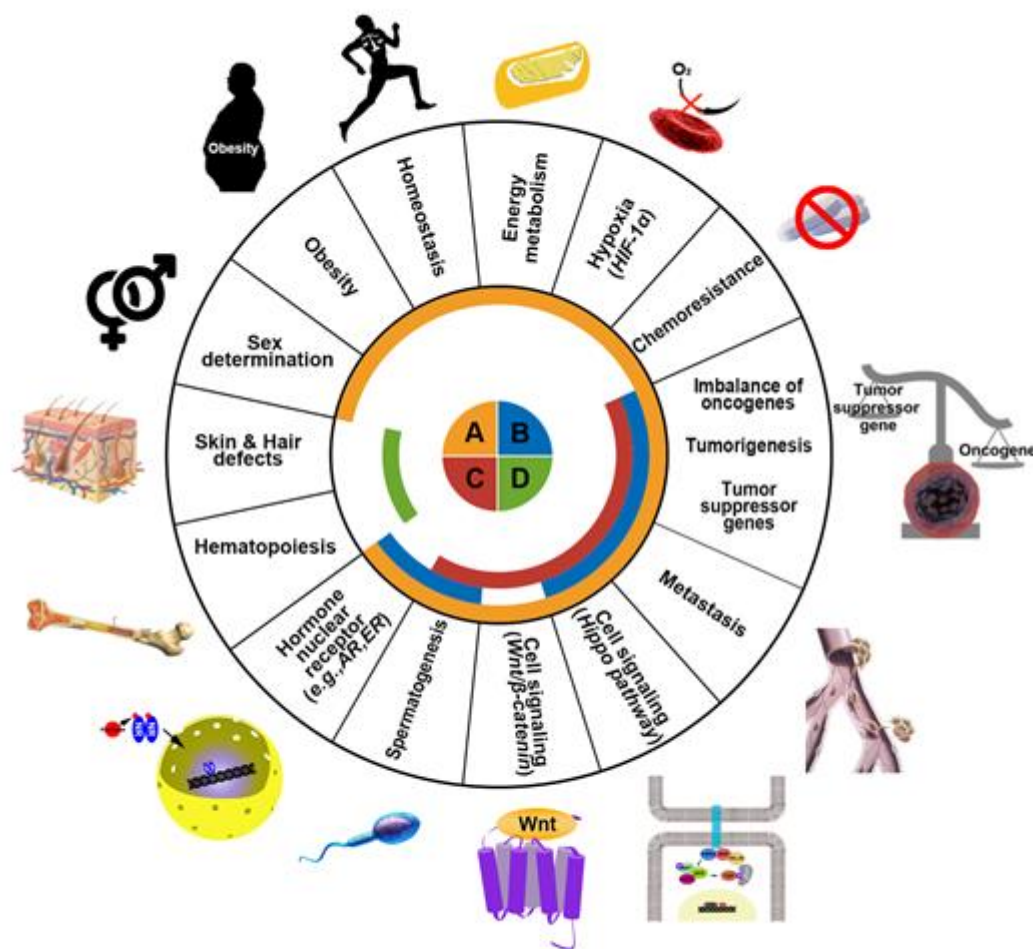 O₂
Obesity
Homeostasis
Energy
metabolism
Hypoxia
(HIF-1α)
Chemoresistance
Obesity
Sex
determination
Imbalance of
oncogenes
Tumorigenesis
Tumor
suppressor
genes
Tumor
suppressor
gene
Oncogene
Skin & Hair
defects
A
B
C
D
Hematopoiesis
Metastasis
Hormone
nuclear
receptor
(e.g.,AR,ER)
Spermatogenesis
Cell signaling
(Wnt/β-catenin)
Cell signaling
(Hippo pathway)
Wnt